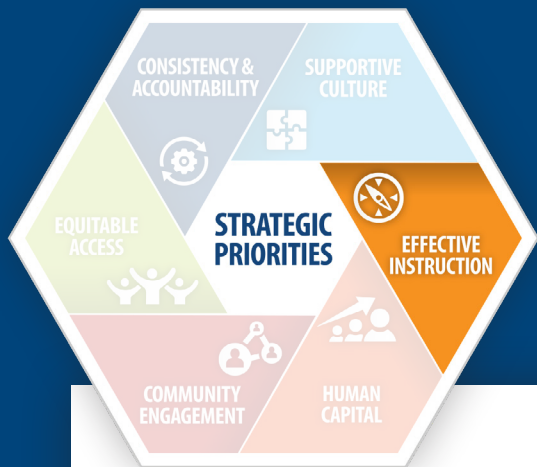 CONSISTENCY &
ACCOUNTABILITY
SUPPORTIVE
CULTURE
EQUITABLE
ACCESS
STRATEGIC
PRIORITIES
EFFECTIVE
INSTRUCTION
COMMUNITY
ENGAGEMENT
HUMAN
CAPITAL